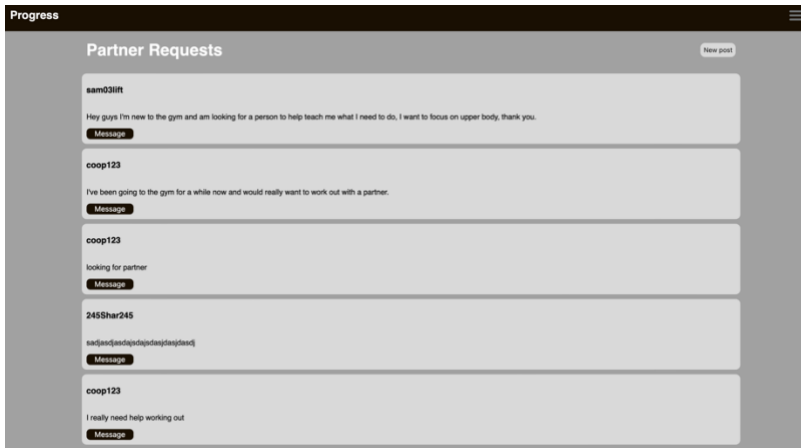 Progress
Partner Requests
New post
sam03lift
Hey guys I'm new to the gym and am looking for a person to help teach me what I need to do, I want to focus on upper body, thank you.
Message
coop123
I've been going to the gym for a while now and would really want to work out with a partner.
Message
coop123
looking for partner
Message
245Shar245
sadjasdjasdajsdajsdasjdasjdasdj
Message
coop123
I really need help working out
Message